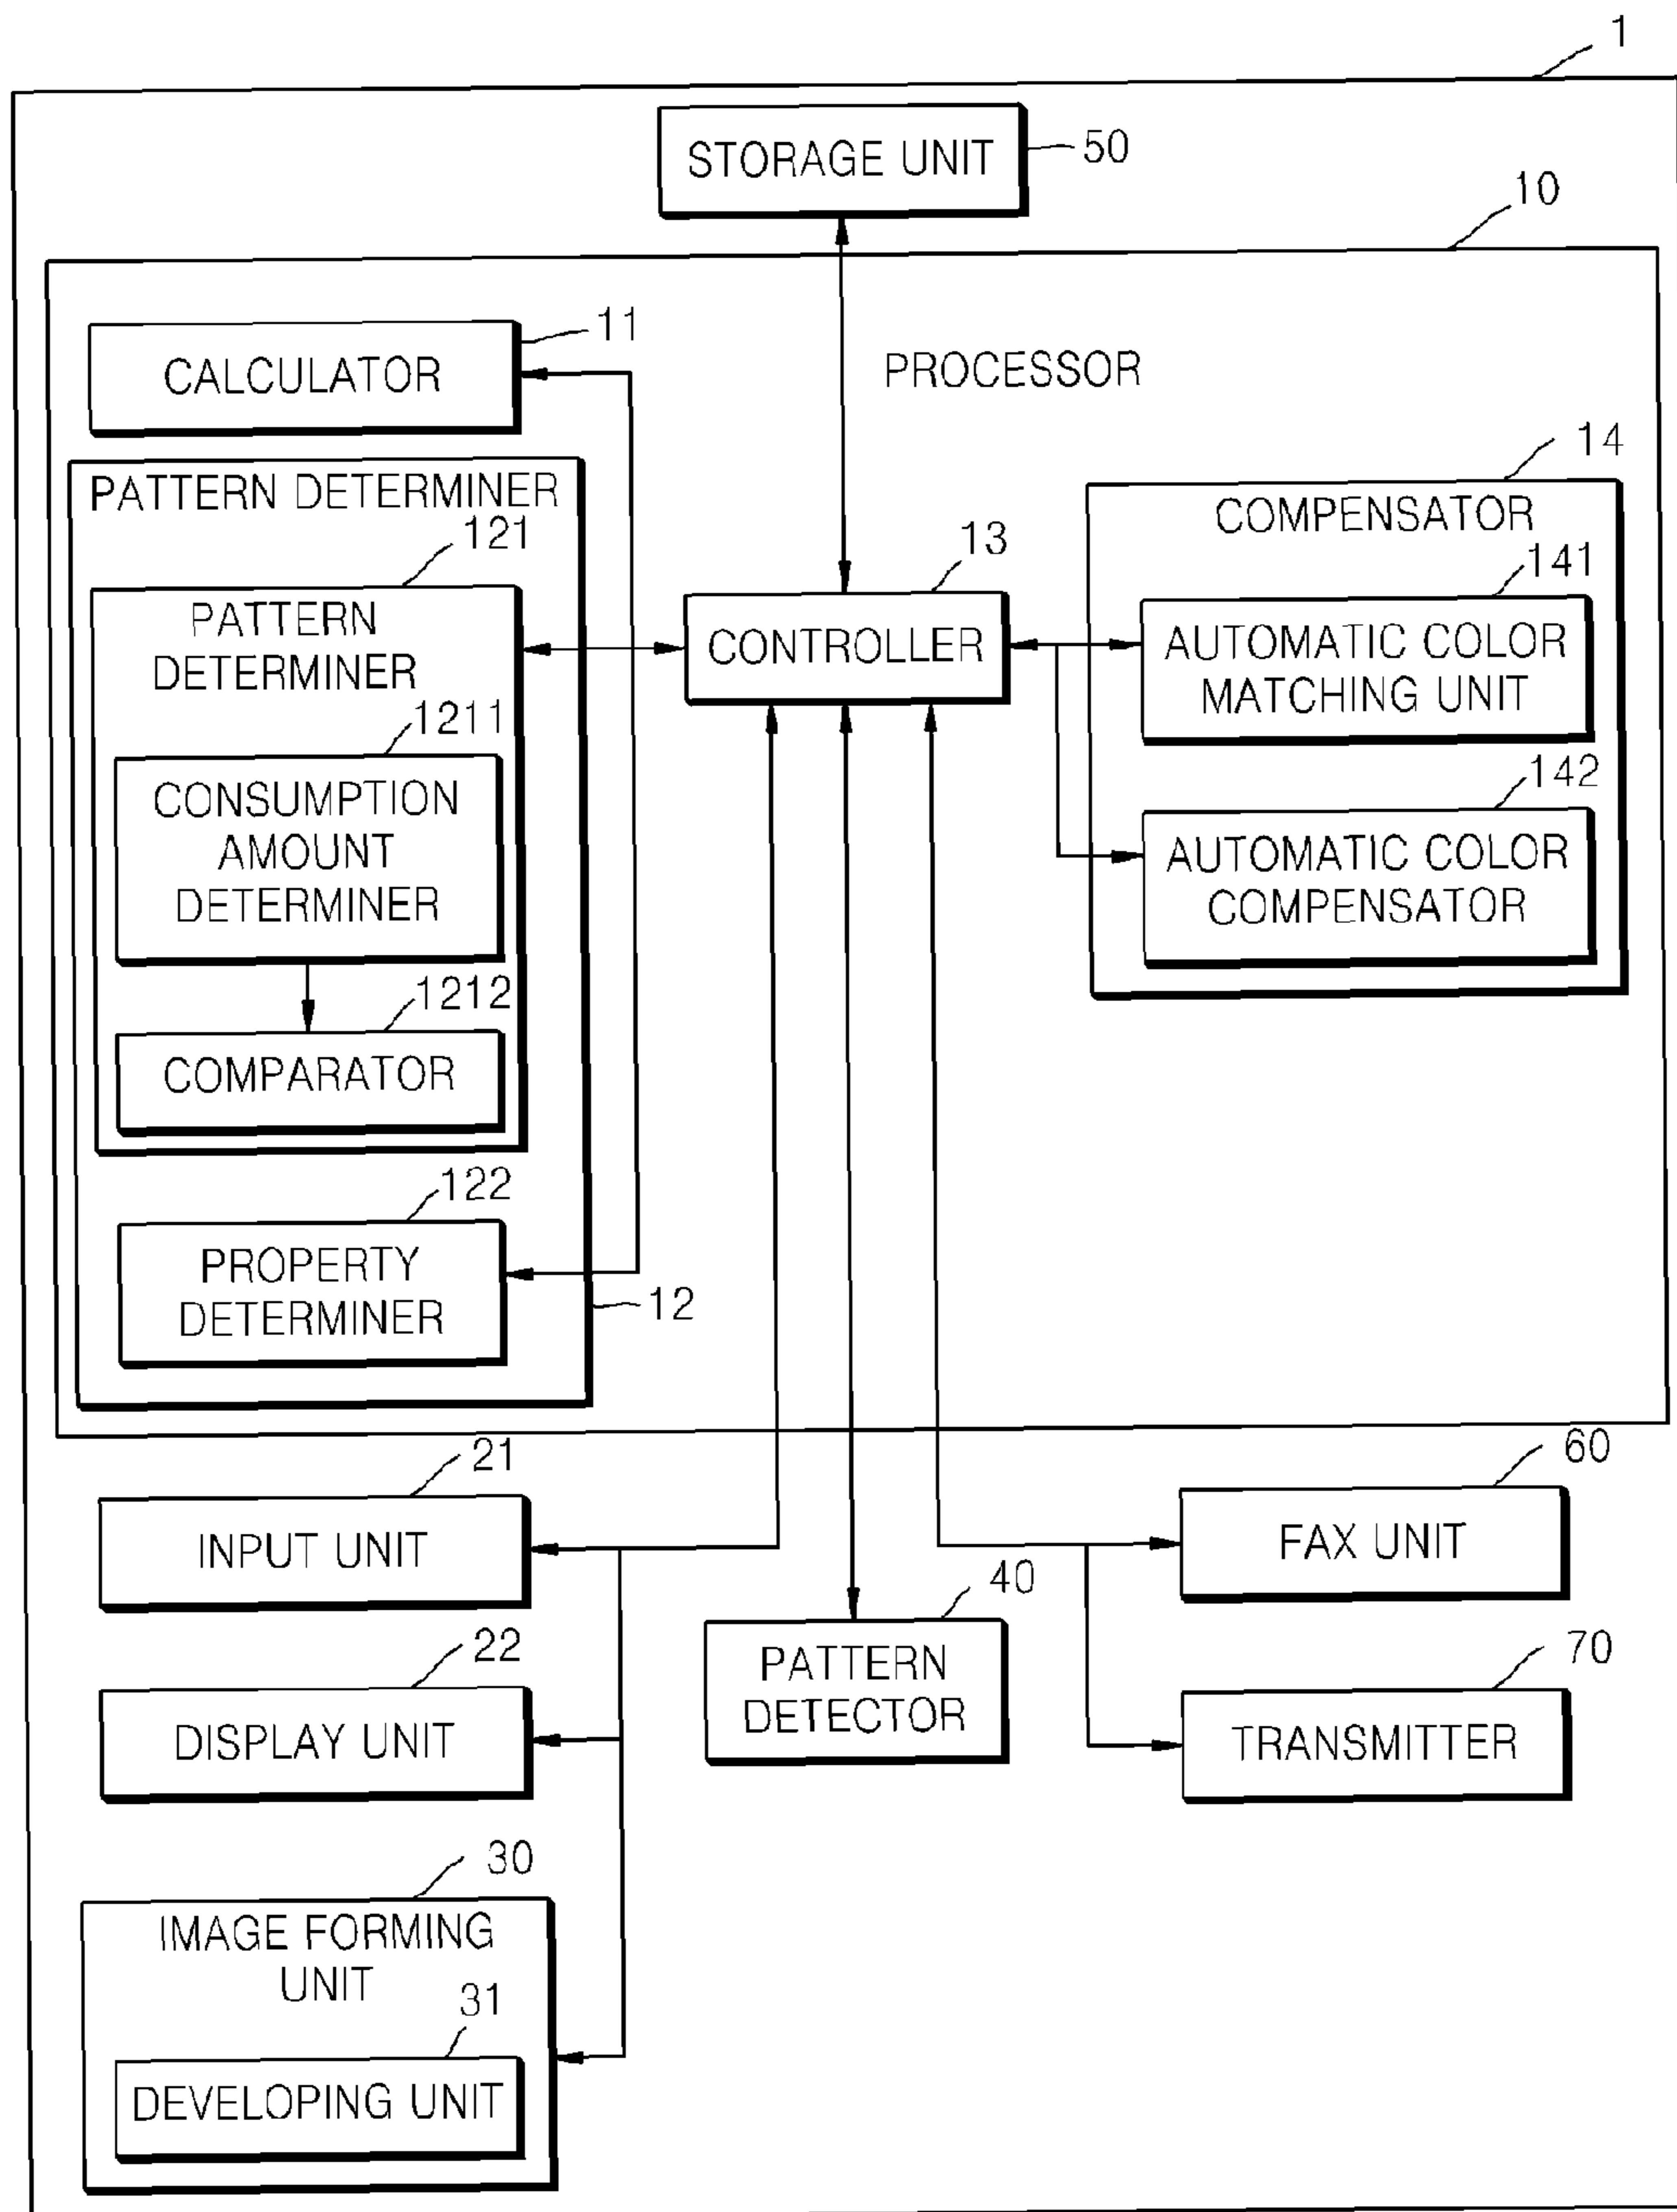 1
STORAGE UNIT
50
10
11
CALCULATOR
PROCESSOR
14
PATTERN DETERMINER
COMPENSATOR
121
13
141
PATTERN
DETERMINER
CONTROLLER
AUTOMATIC COLOR
MATCHING UNIT
1211
142
CONSUMPTION
AMOUNT
DETERMINER
AUTOMATIC COLOR
COMPENSATOR
1212
COMPARATOR
122
PROPERTY
DETERMINER
12
21
60
INPUT UNIT
FAX UNIT
40
22
PATTERN
DETECTOR
70
DISPLAY UNIT
TRANSMITTER
30
IMAGE FORMING
UNIT
31
DEVELOPING UNIT